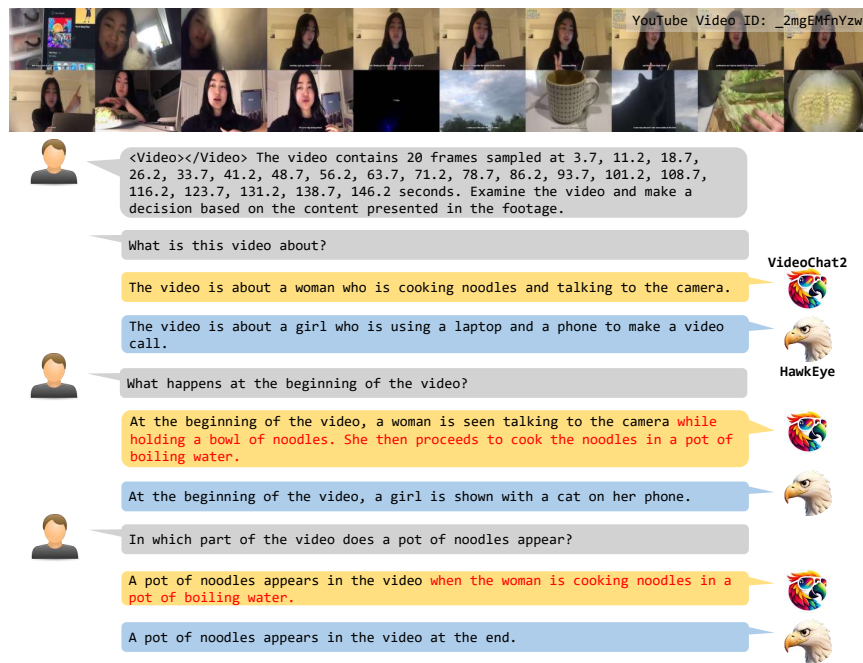 YouTube Video ID: _2mgEMfnYzw
<Video></Video> The video contains 20 frames sampled at 3.7, 11.2, 18.7,
26.2, 33.7, 41.2, 48.7, 56.2, 63.7, 71.2, 78.7, 86.2, 93.7, 101.2, 108.7,
116.2, 123.7, 131.2, 138.7, 146.2 seconds. Examine the video and make a
decision based on the content presented in the footage.
What is this video about?
VideoChat2
The video is about a woman who is cooking noodles and talking to the camera.
The video is about a girl who is using a laptop and a phone to make a video
call.
HawkEye
What happens at the beginning of the video?
At the beginning of the video, a woman is seen talking to the camera while
holding a bowl of noodles. She then proceeds to cook the noodles in a pot of
boiling water.
At the beginning of the video, a girl is shown with a cat on her phone.
In which part of the video does a pot of noodles appear?
A pot of noodles appears in the video when the woman is cooking noodles in a
pot of boiling water.
A pot of noodles appears in the video at the end.